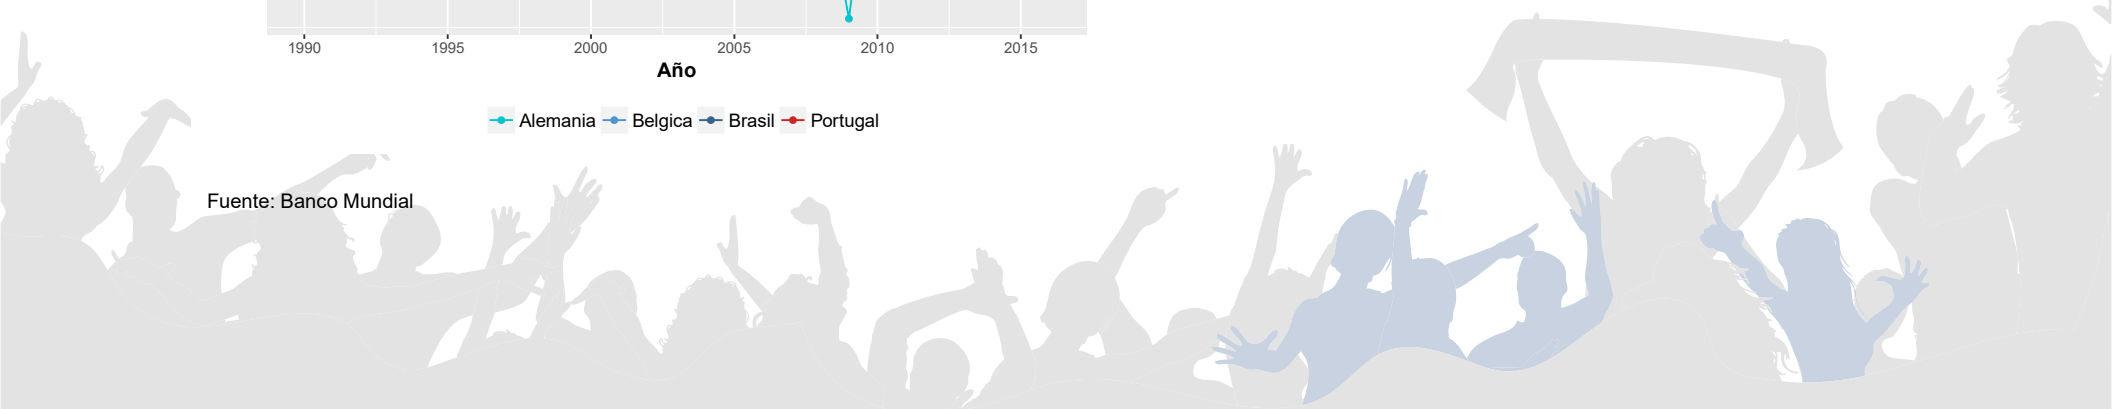 1990 1995 2000 2005 2010 2015
Año
Alemania Belgica Brasil Portugal
Fuente: Banco Mundial